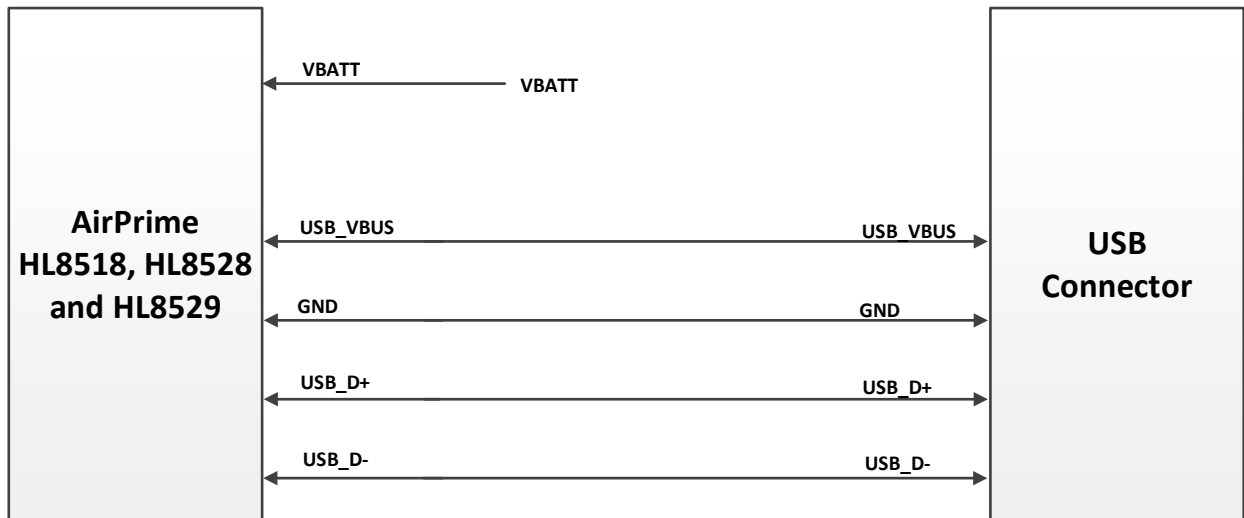 VBATT
VBATT
AirPrime
HL8518, HL8528
and HL8529
USB_VBUS
USB_VBUS
USB
Connector
GND
GND
USB_D+
USB_D+
USB_D-
USB_D-